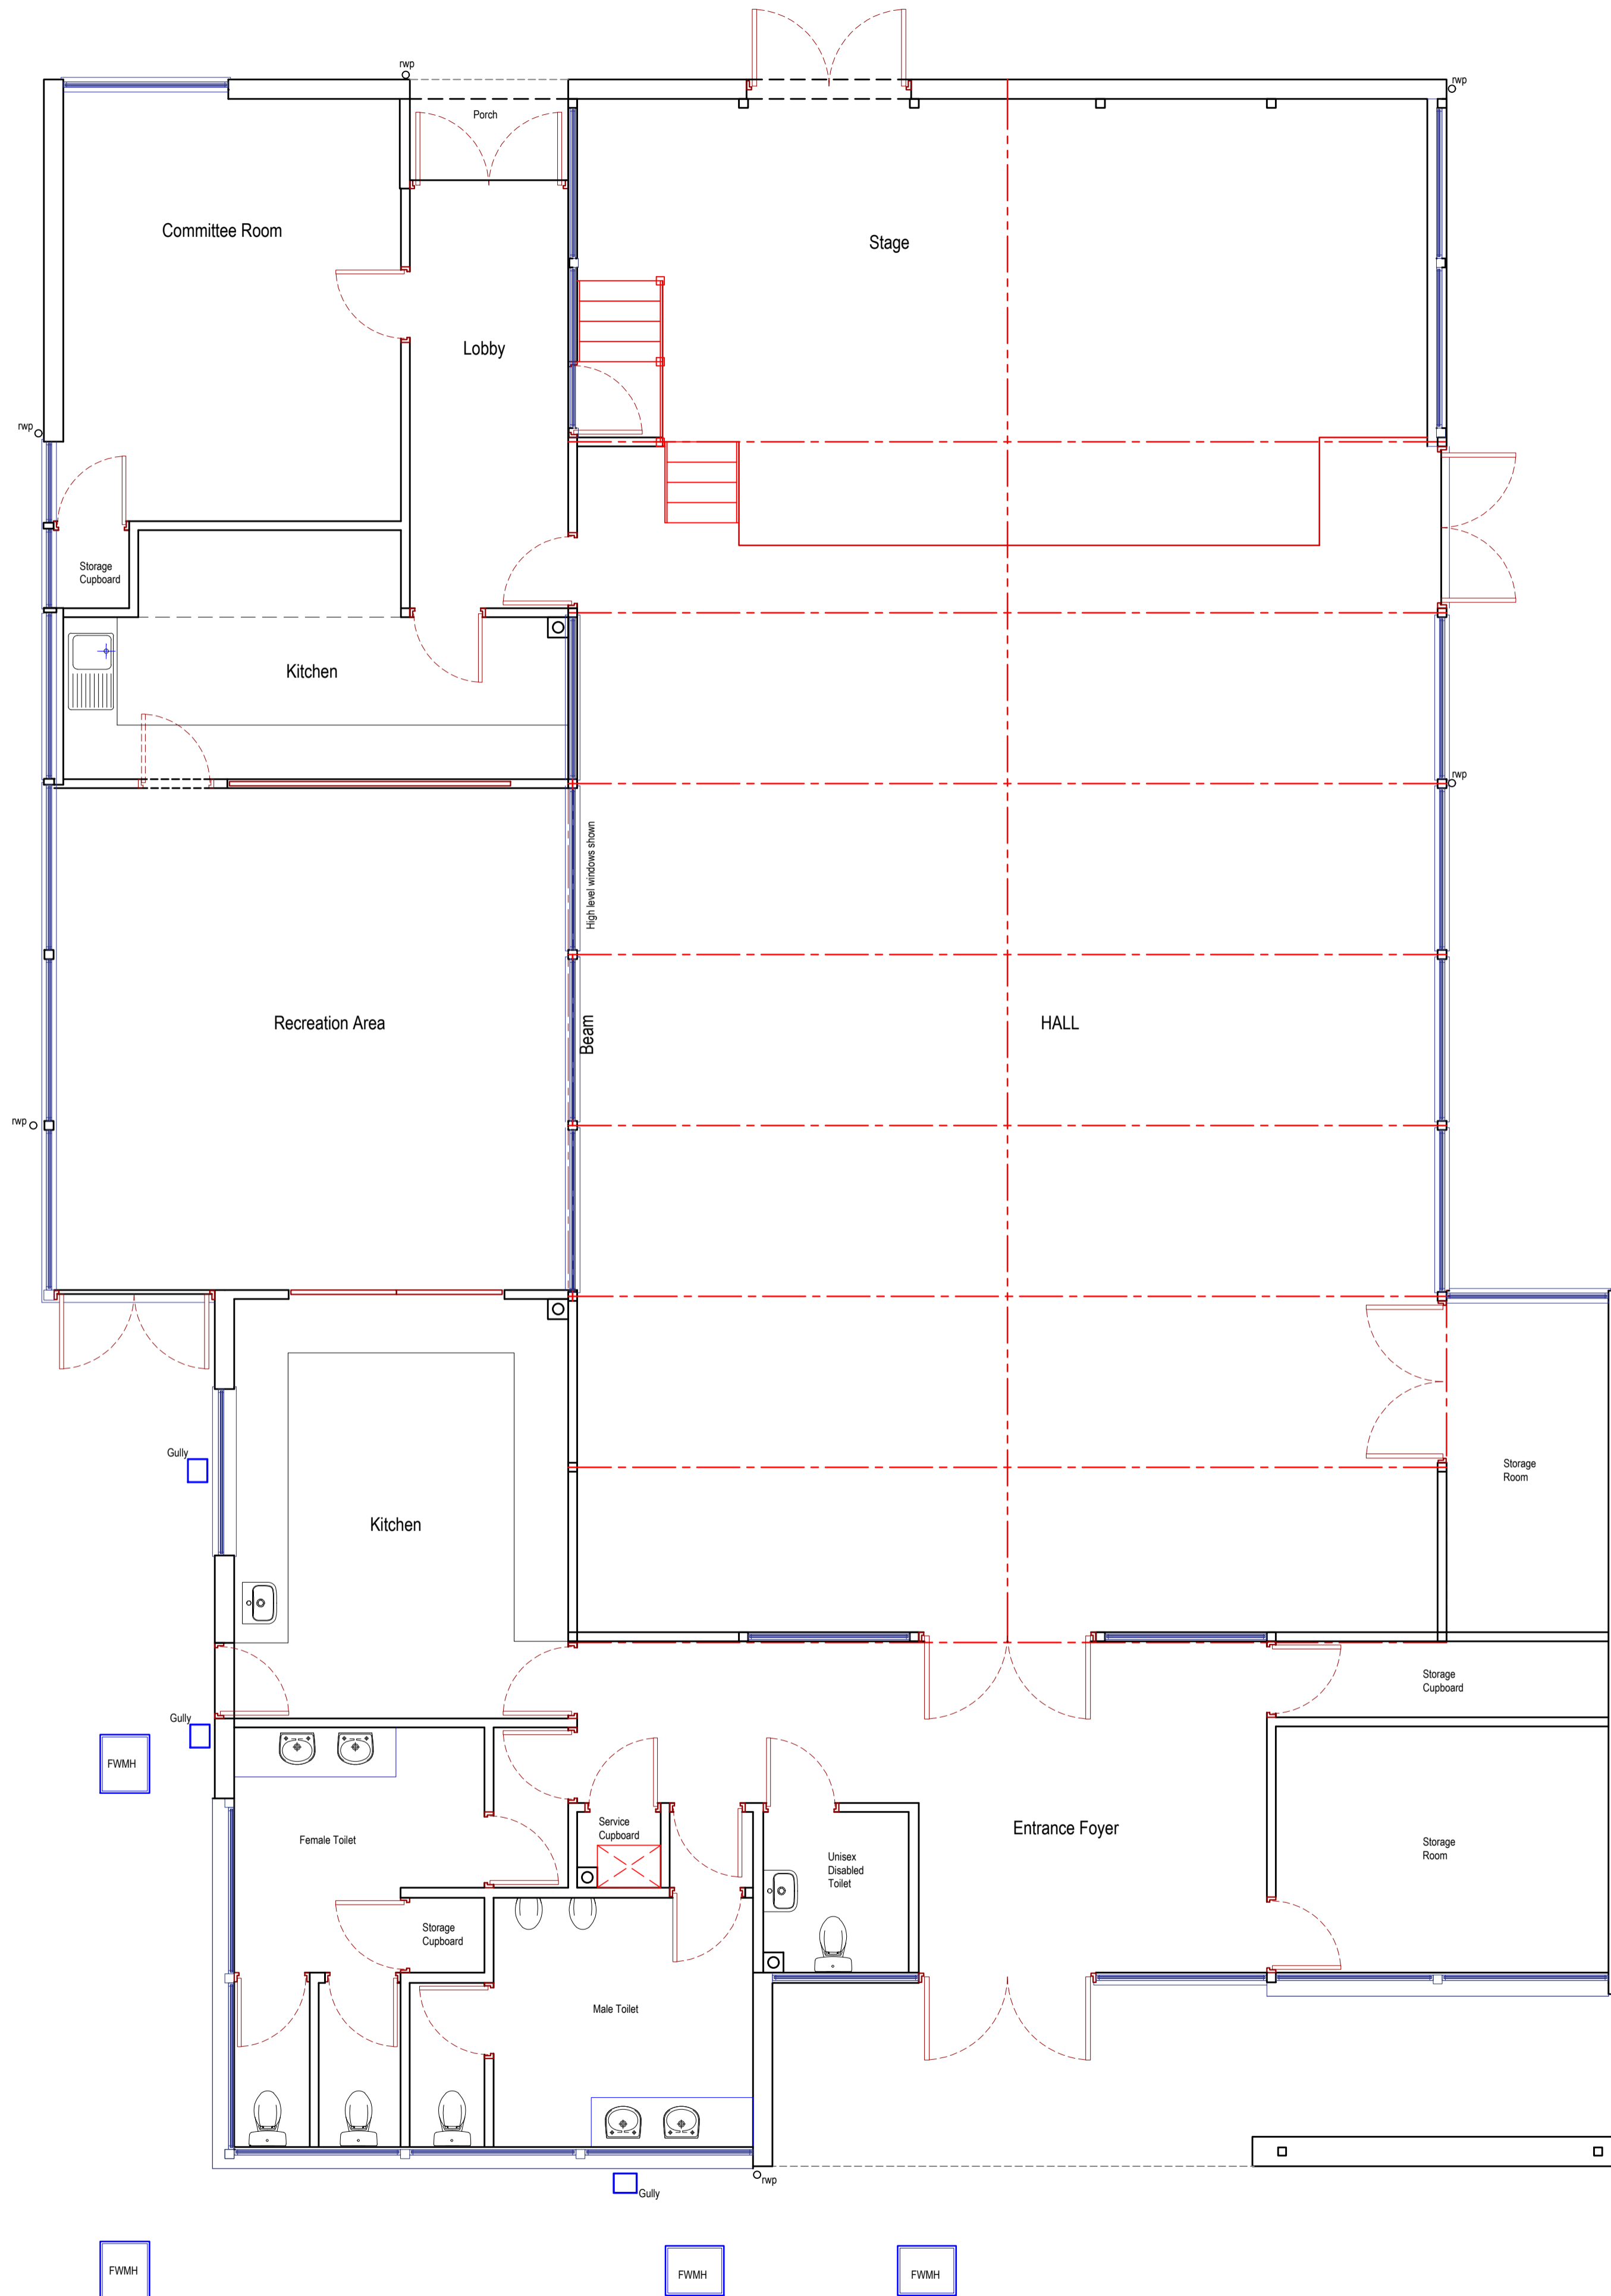 rwp
rwp
Porch
Committee Room
Stage
Lobby
rwp
Storage
Cupboard
Kitchen
rwp
High level windows shown
Recreation Area
Beam
HALL
rwp
Gully
Storage
Room
Kitchen
Storage
Cupboard
Gully
FWMH
Service
Cupboard
Entrance Foyer
Female Toilet
Unisex
Disabled
Toilet
Storage
Room
Storage
Cupboard
Male Toilet
rwp
Gully
FWMH
FWMH
FWMH